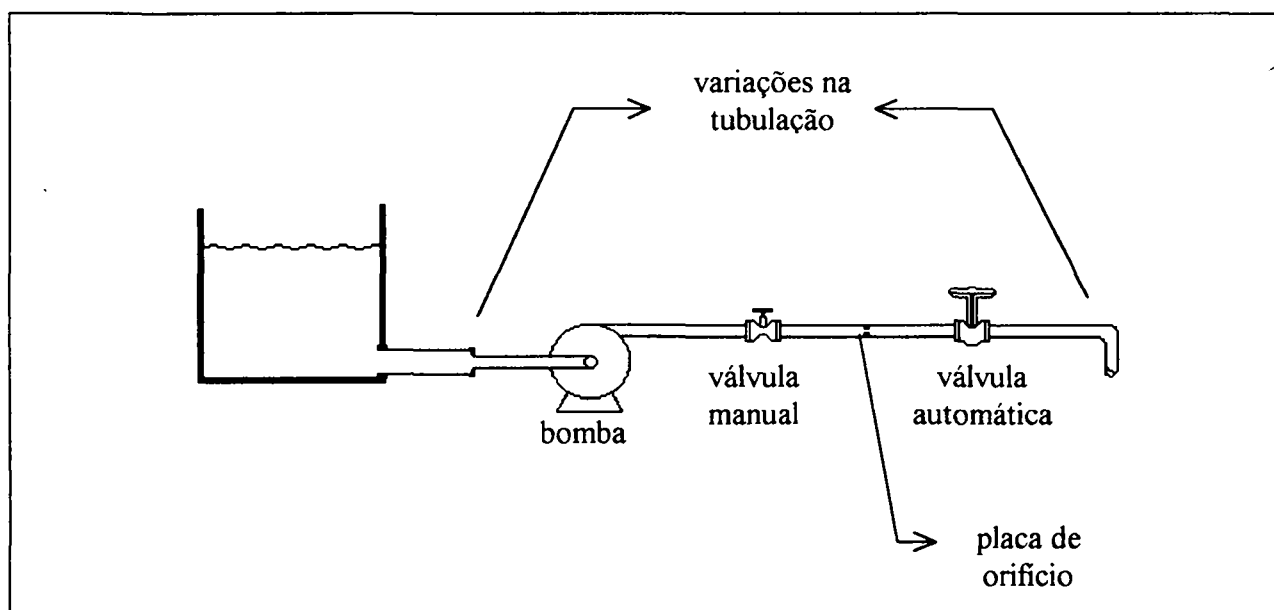 variações na
tubulação
válvula
manual
válvula
automática
bomba
placa de
orifício